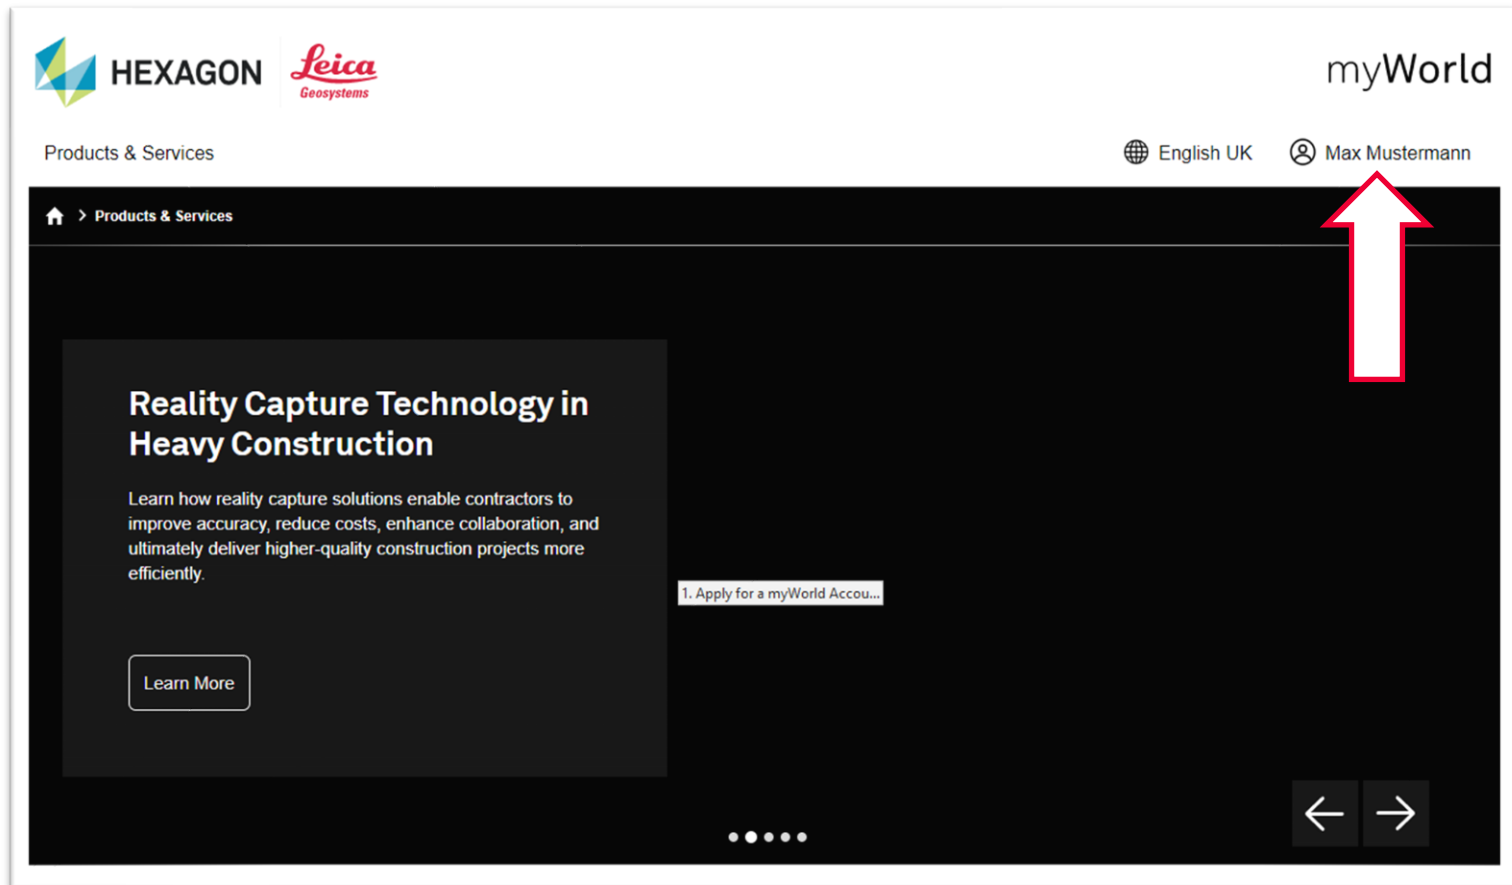 HEXAGON
Leica
Geosystems
myWorld
Products & Services
English UK
Max Mustermann
Products & Services
Reality Capture Technology in
Heavy Construction
Learn how reality capture solutions enable contractors to
improve accuracy, reduce costs, enhance collaboration, and
ultimately deliver higher-quality construction projects more
efficiently.
1. Apply for a myWorld Accou...
Learn More